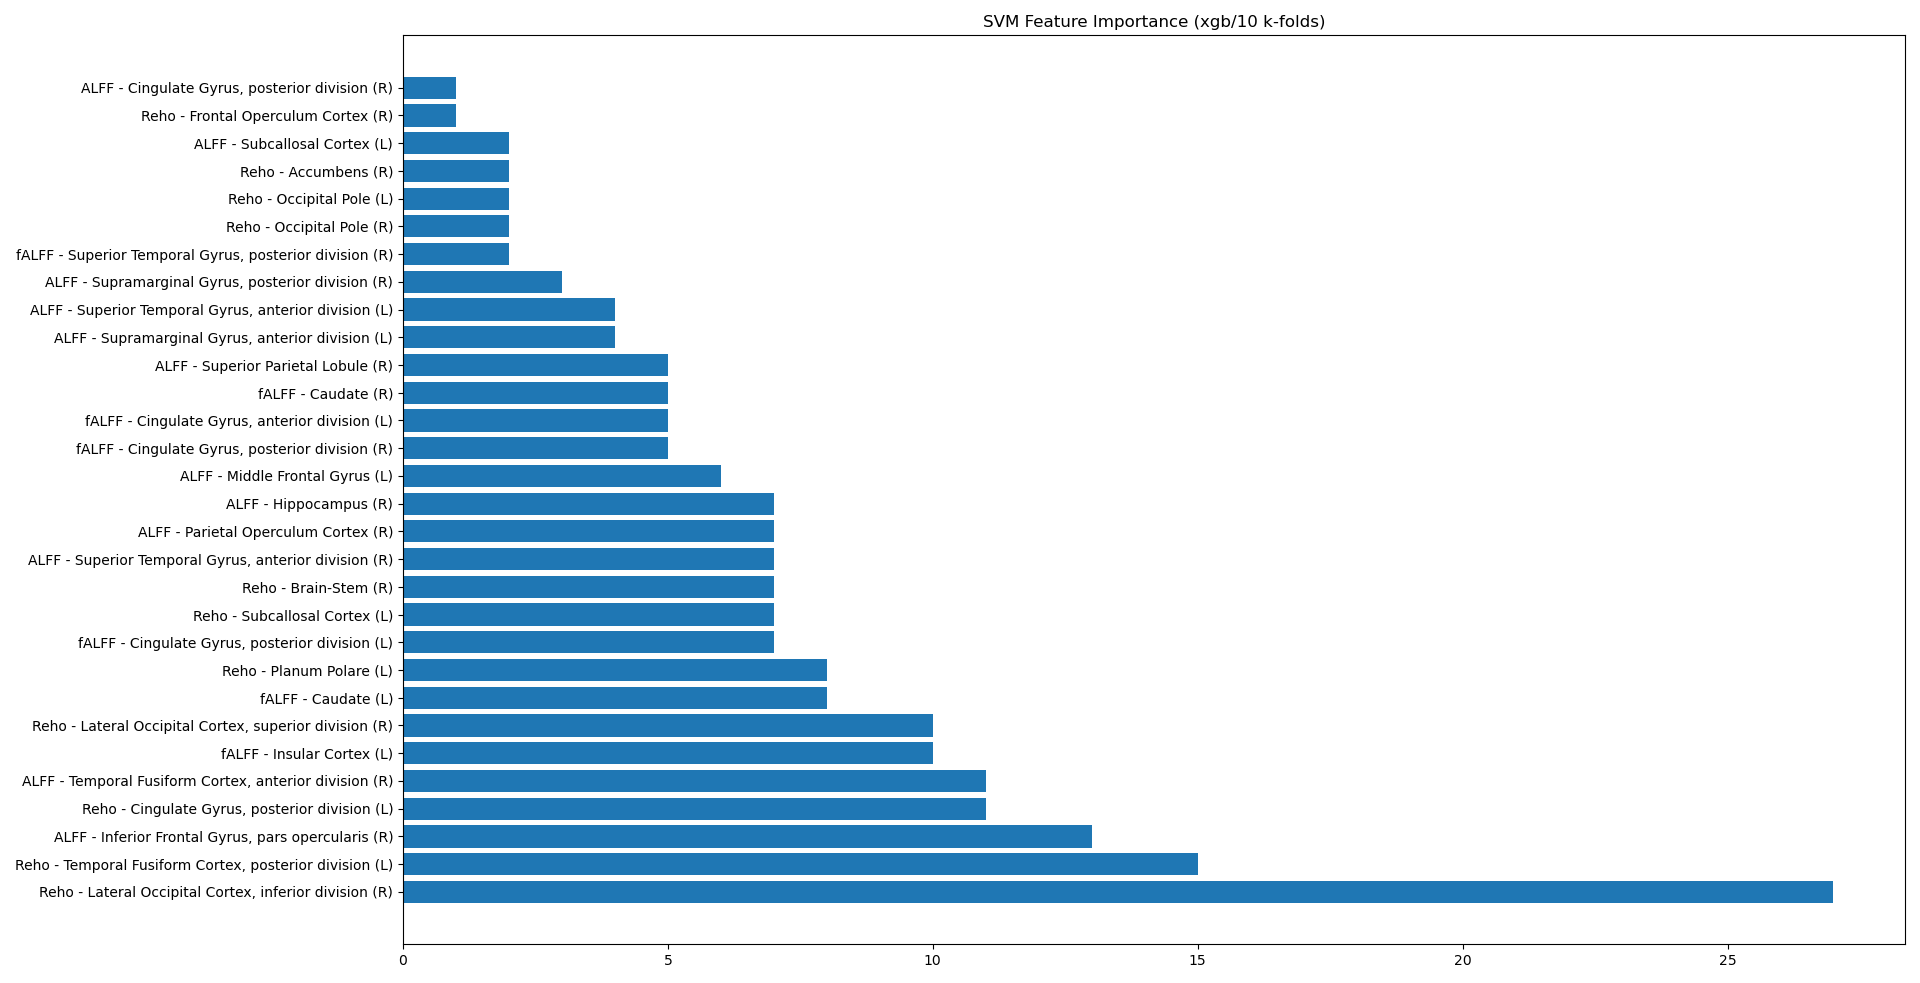 SVM Feature Importance (xgb/10 k-folds)
ALFF - Cingulate Gyrus, posterior division (R)
Reho - Frontal Operculum Cortex (R)
ALFF - Subcallosal Cortex (L)
Reho - Accumbens (R)
Reho - Occipital Pole (L)
Reho - Occipital Pole (R)
fALFF - Superior Temporal Gyrus, posterior division (R)
ALFF - Supramarginal Gyrus, posterior division (R)
ALFF - Superior Temporal Gyrus, anterior division (L)
ALFF - Supramarginal Gyrus, anterior division (L)
ALFF - Superior Parietal Lobule (R)
fALFF - Caudate (R)
fALFF - Cingulate Gyrus, anterior division (L)
fALFF - Cingulate Gyrus, posterior division (R)
ALFF - Middle Frontal Gyrus (L)
ALFF - Hippocampus (R)
ALFF - Parietal Operculum Cortex (R)
ALFF - Superior Temporal Gyrus, anterior division (R)
Reho - Brain-Stem (R)
Reho - Subcallosal Cortex (L)
fALFF - Cingulate Gyrus, posterior division (L)
Reho - Planum Polare (L)
fALFF - Caudate (L)
Reho - Lateral Occipital Cortex, superior division (R)
fALFF - Insular Cortex (L)
ALFF - Temporal Fusiform Cortex, anterior division (R)
Reho - Cingulate Gyrus, posterior division (L)
ALFF - Inferior Frontal Gyrus, pars opercularis (R)
Reho - Temporal Fusiform Cortex, posterior division (L)
Reho - Lateral Occipital Cortex, inferior division (R)
0 5 10 15 20 25